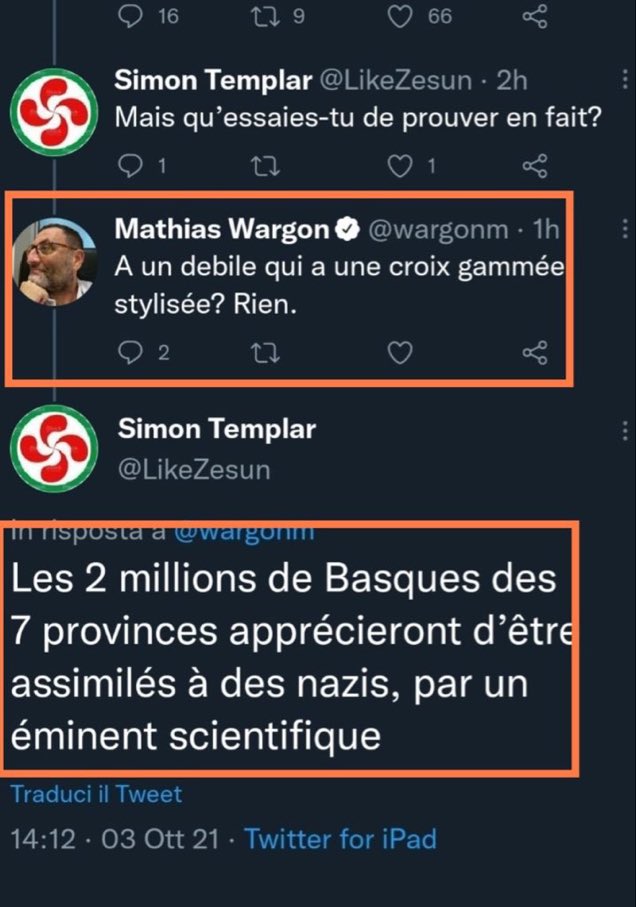 16 9 66
Simon Templar @LikeZesun · 2h
Mais qu'essaies-tu de prouver en fait?
1 1
Mathias Wargon @wargonm · 1h
A un debile qui a une croix gammée
stylisée? Rien.
2
Simon Templar
@LikeZesun
In risposta a @wargonm
Les 2 millions de Basques des
7 provinces apprécieront d'être
assimilés à des nazis, par un
éminent scientifique
Traduci il Tweet
14:12 · 03 Ott 21 · Twitter for iPad